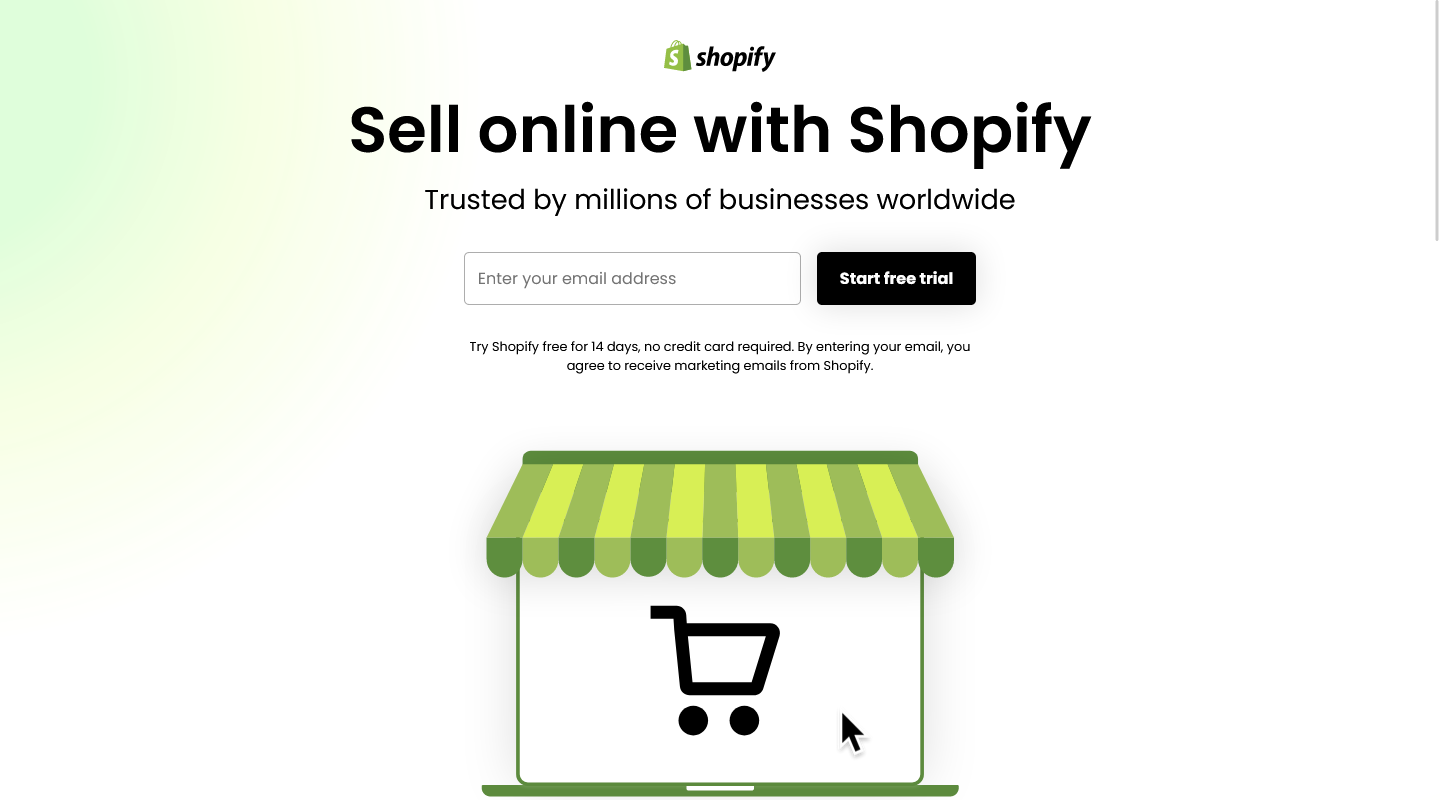 shopify
Sell online with Shopify
Trusted by millions of businesses worldwide
Enter your email address
Start free trial
Try Shopify free for 14 days, no credit card required. By entering your email, you
agree to receive marketing emails from Shopify.